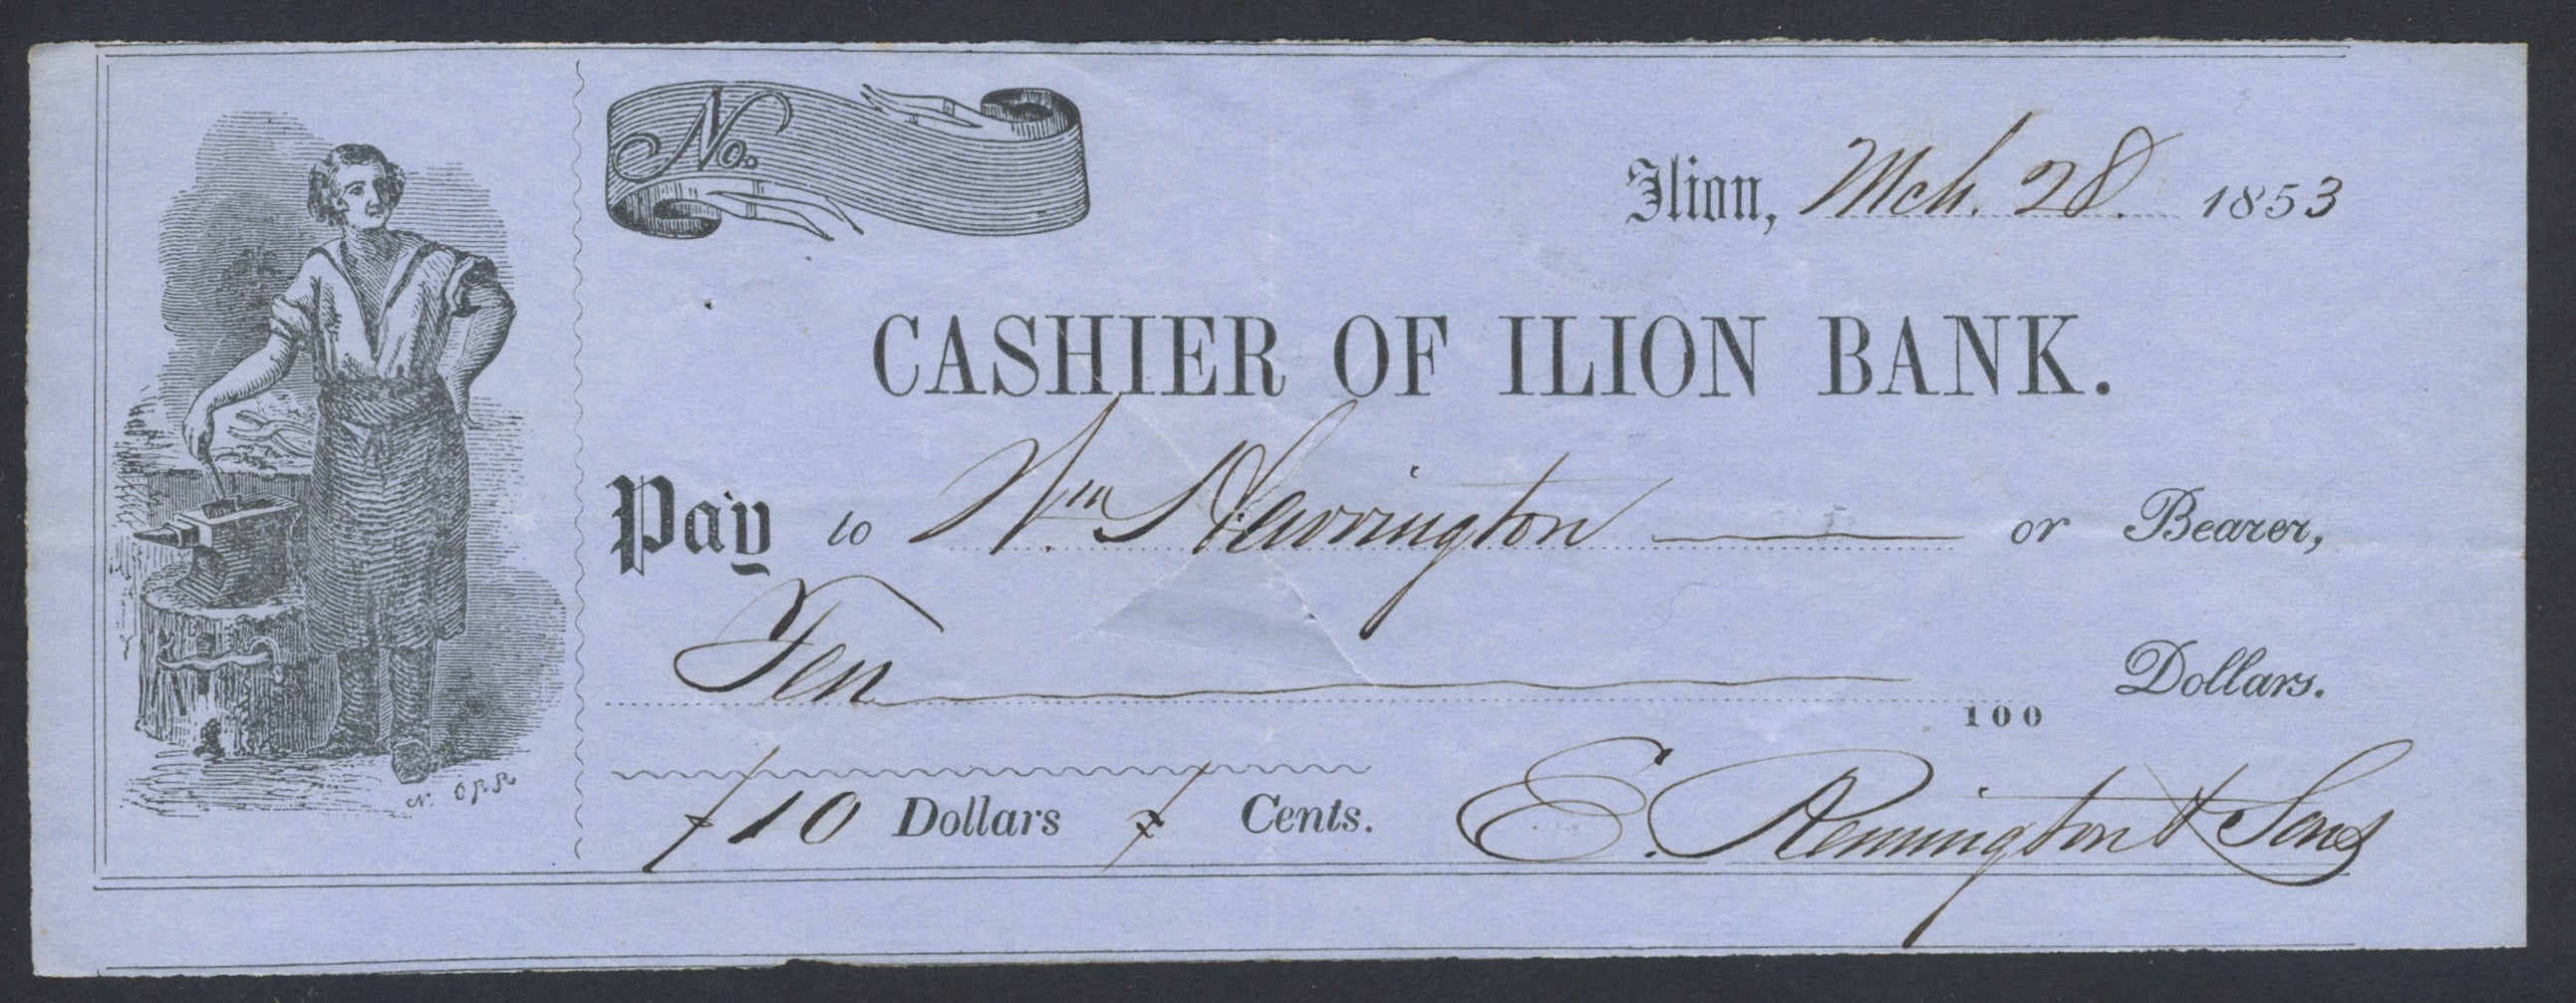 No.
Ilion, Mch. 28. 1853
CASHIER OF ILION BANK.
Pay to Wm Harrington or Bearer,
Ten 100 Dollars.
10 Dollars Cents.
E. Remington & Sons